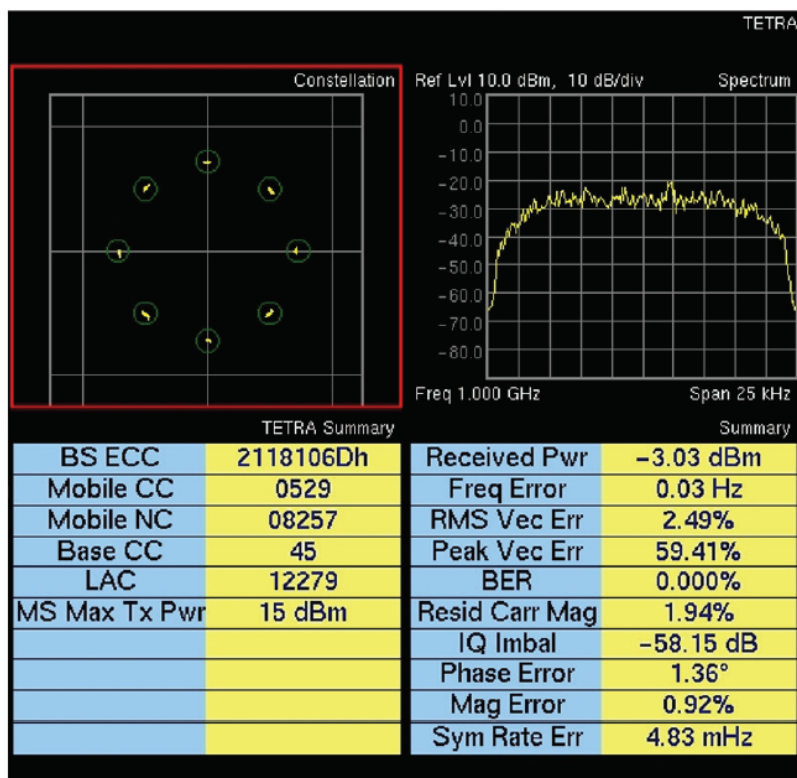 TETRA
Constellation
Ref Lvl 10.0 dBm, 10 dB/div Spectrum
10.0
0.0
-10.0
-20.0
-30.0
-40.0
-50.0
-60.0
-70.0
-80.0
Freq 1.000 GHz Span 25 kHz
TETRA Summary
BS ECC 2118106Dh
Mobile CC 0529
Mobile NC 08257
Base CC 45
LAC 12279
MS Max Tx Pwr 15 dBm
Summary
Received Pwr -3.03 dBm
Freq Error 0.03 Hz
RMS Vec Err 2.49%
Peak Vec Err 59.41%
BER 0.000%
Resid Carr Mag 1.94%
IQ Imbal -58.15 dB
Phase Error 1.36°
Mag Error 0.92%
Sym Rate Err 4.83 mHz